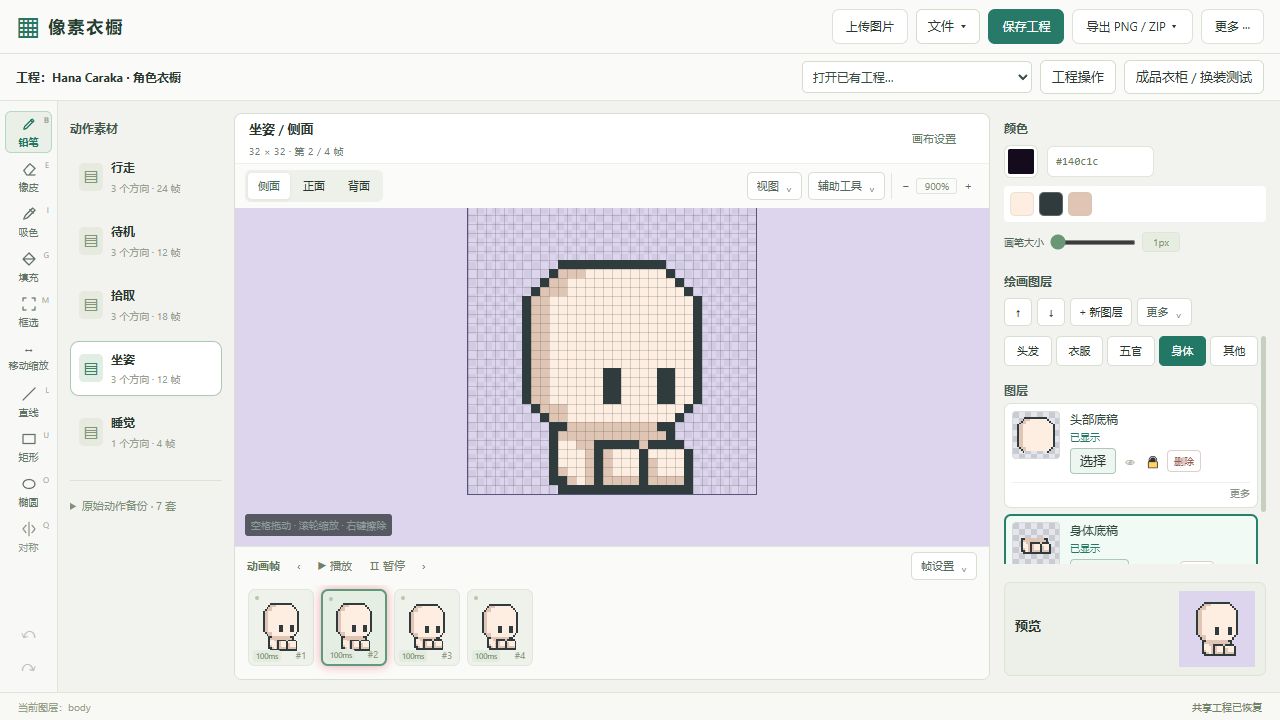 像素衣橱
上传图片
文件
保存工程
导出 PNG / ZIP
更多 ...
工程：Hana Caraka · 角色衣橱
打开已有工程...
工程操作
成品衣柜 / 换装测试
铅笔 B
橡皮 E
吸色 I
填充 G
框选 M
移动缩放
直线 L
矩形 U
椭圆 O
对称 Q
动作素材
行走
3 个方向 · 24 帧
待机
3 个方向 · 12 帧
拾取
3 个方向 · 18 帧
坐姿
3 个方向 · 12 帧
睡觉
1 个方向 · 4 帧
原始动作备份 · 7 套
坐姿 / 侧面
32 × 32 · 第 2 / 4 帧
画布设置
侧面
正面
背面
视图
辅助工具
− 900% +
空格拖动 · 滚轮缩放 · 右键擦除
动画帧
播放
暂停
帧设置
100ms #1
100ms #2
100ms #3
100ms #4
颜色
#140c1c
画笔大小
1px
绘画图层
↑
↓
+ 新图层
更多
头发
衣服
五官
身体
其他
图层
头部底稿
已显示
选择
删除
更多
身体底稿
已显示
预览
当前图层：body
共享工程已恢复